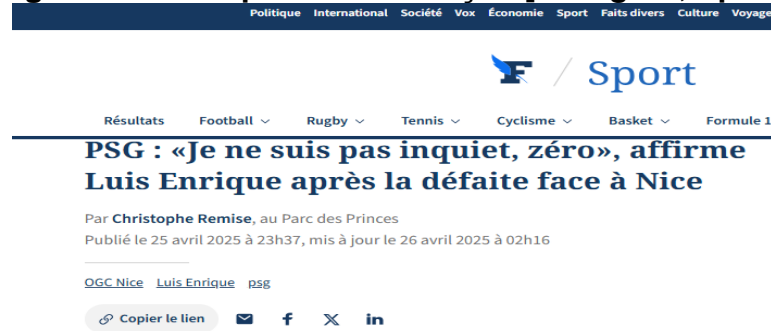 Politique International Société Vox Économie Sport Faits divers Culture Voyage
F / Sport
Résultats Football Rugby Tennis Cyclisme Basket Formule 1
PSG : «Je ne suis pas inquiet, zéro», affirme
Luis Enrique après la défaite face à Nice
Par Christophe Remise, au Parc des Princes
Publié le 25 avril 2025 à 23h37, mis à jour le 26 avril 2025 à 02h16
OGC Nice Luis Enrique psg
Copier le lien f X in